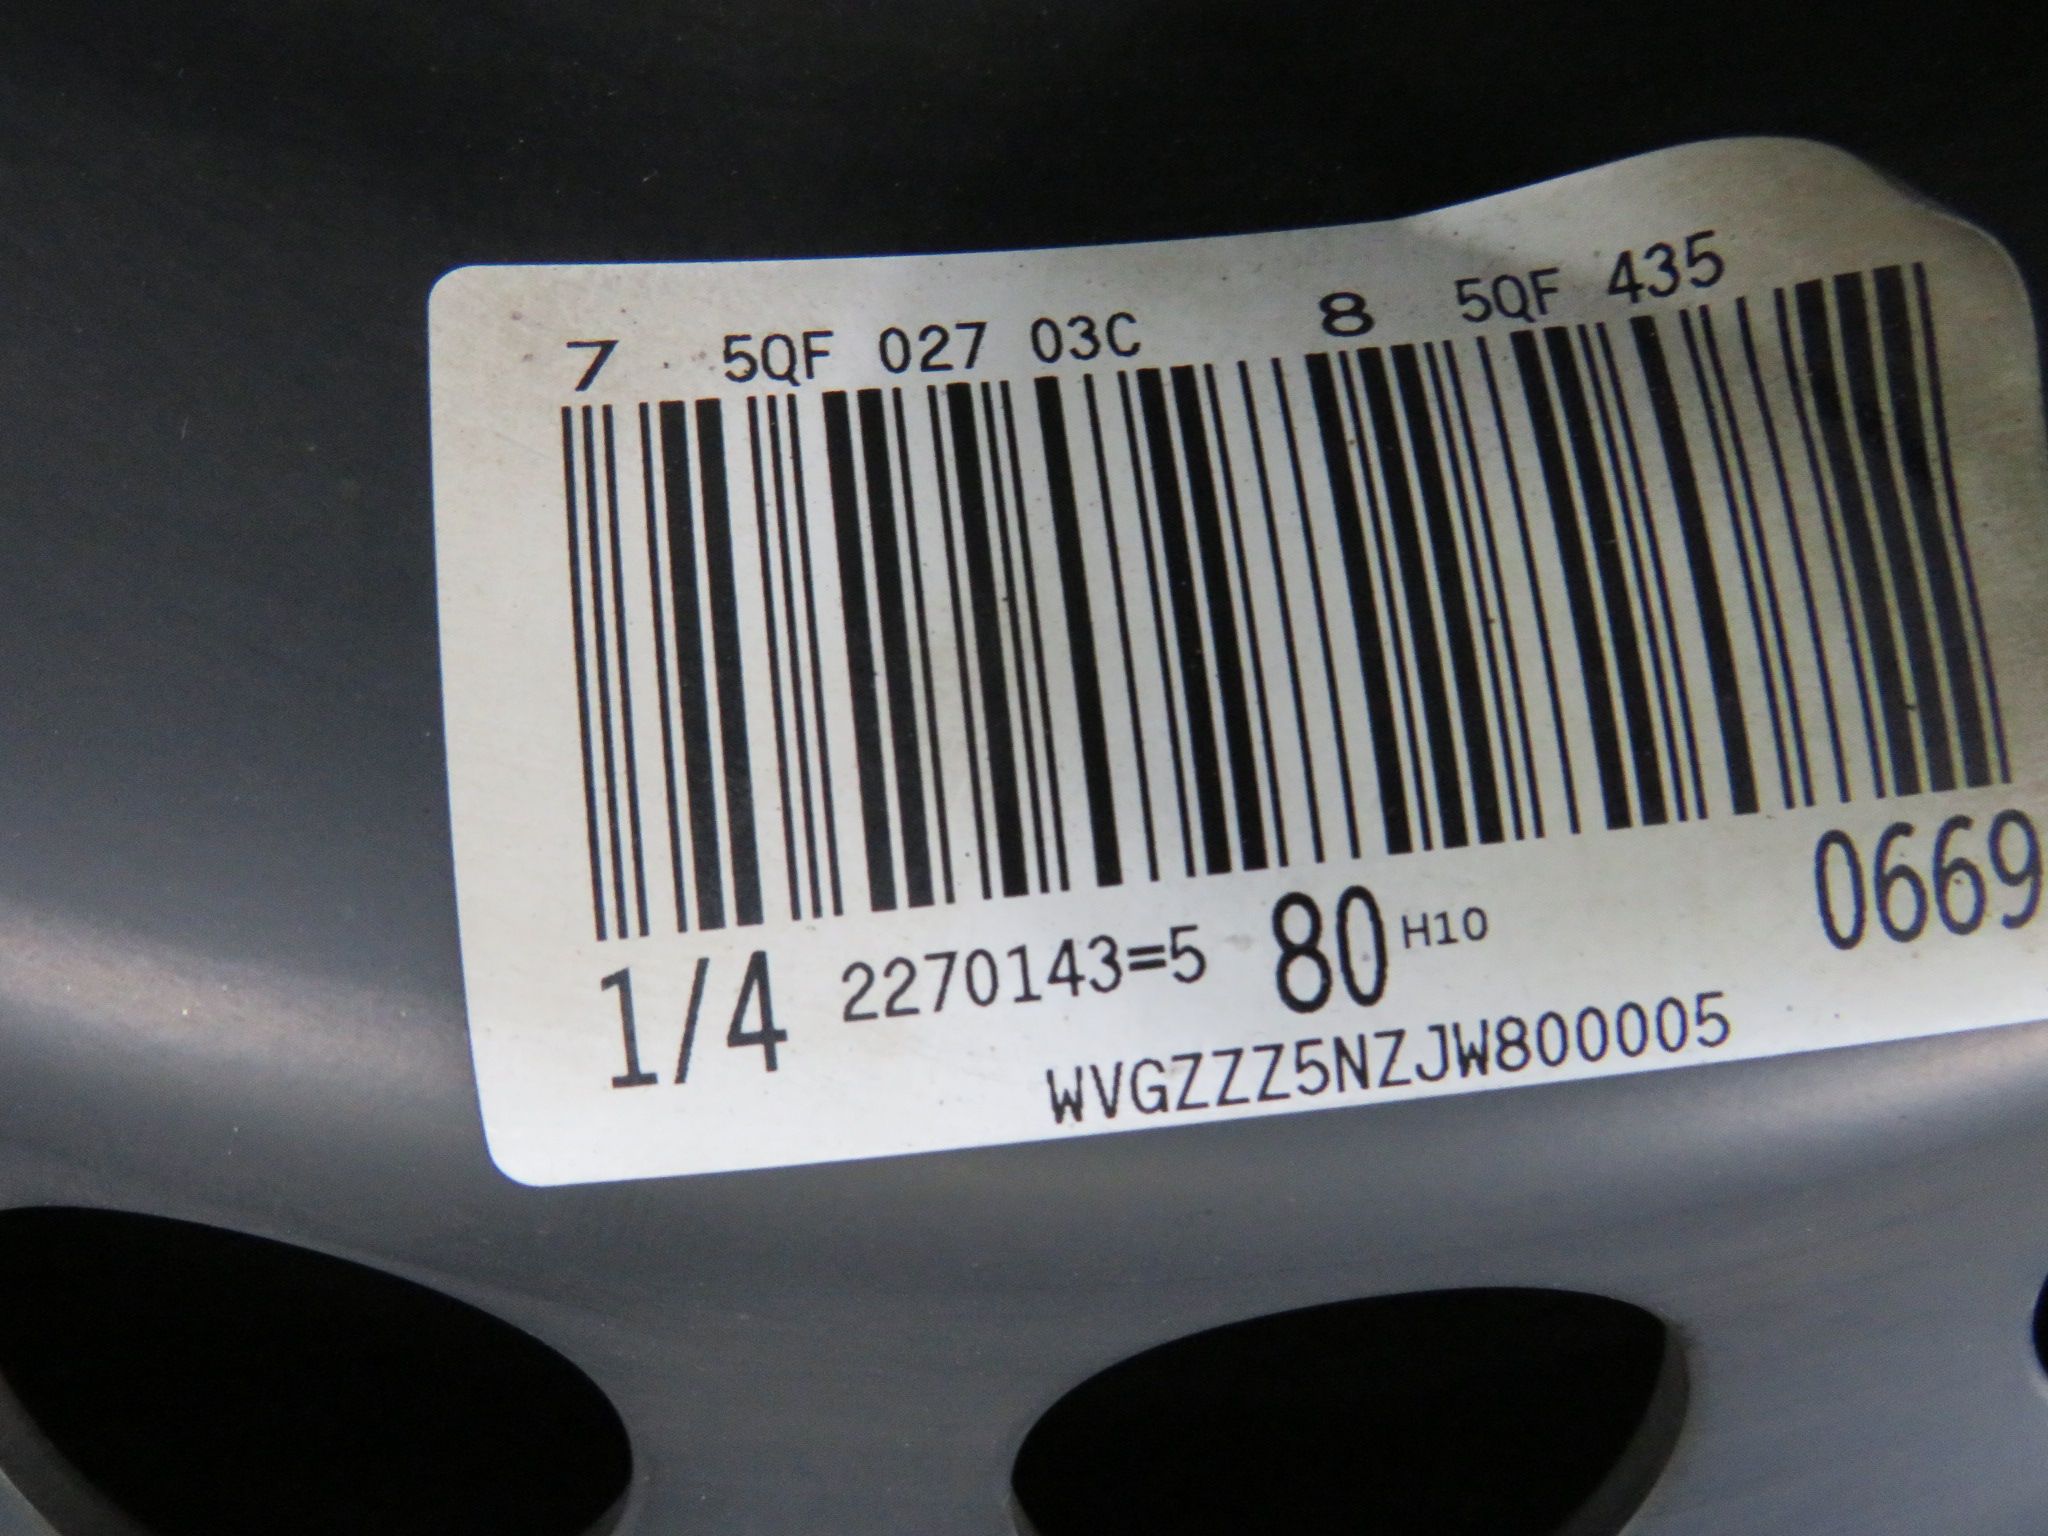 7 5QF 027 03C 8 5QF 435
1/4 2270143=5 80 H10 0669
WVGZZZ5NZJW800005